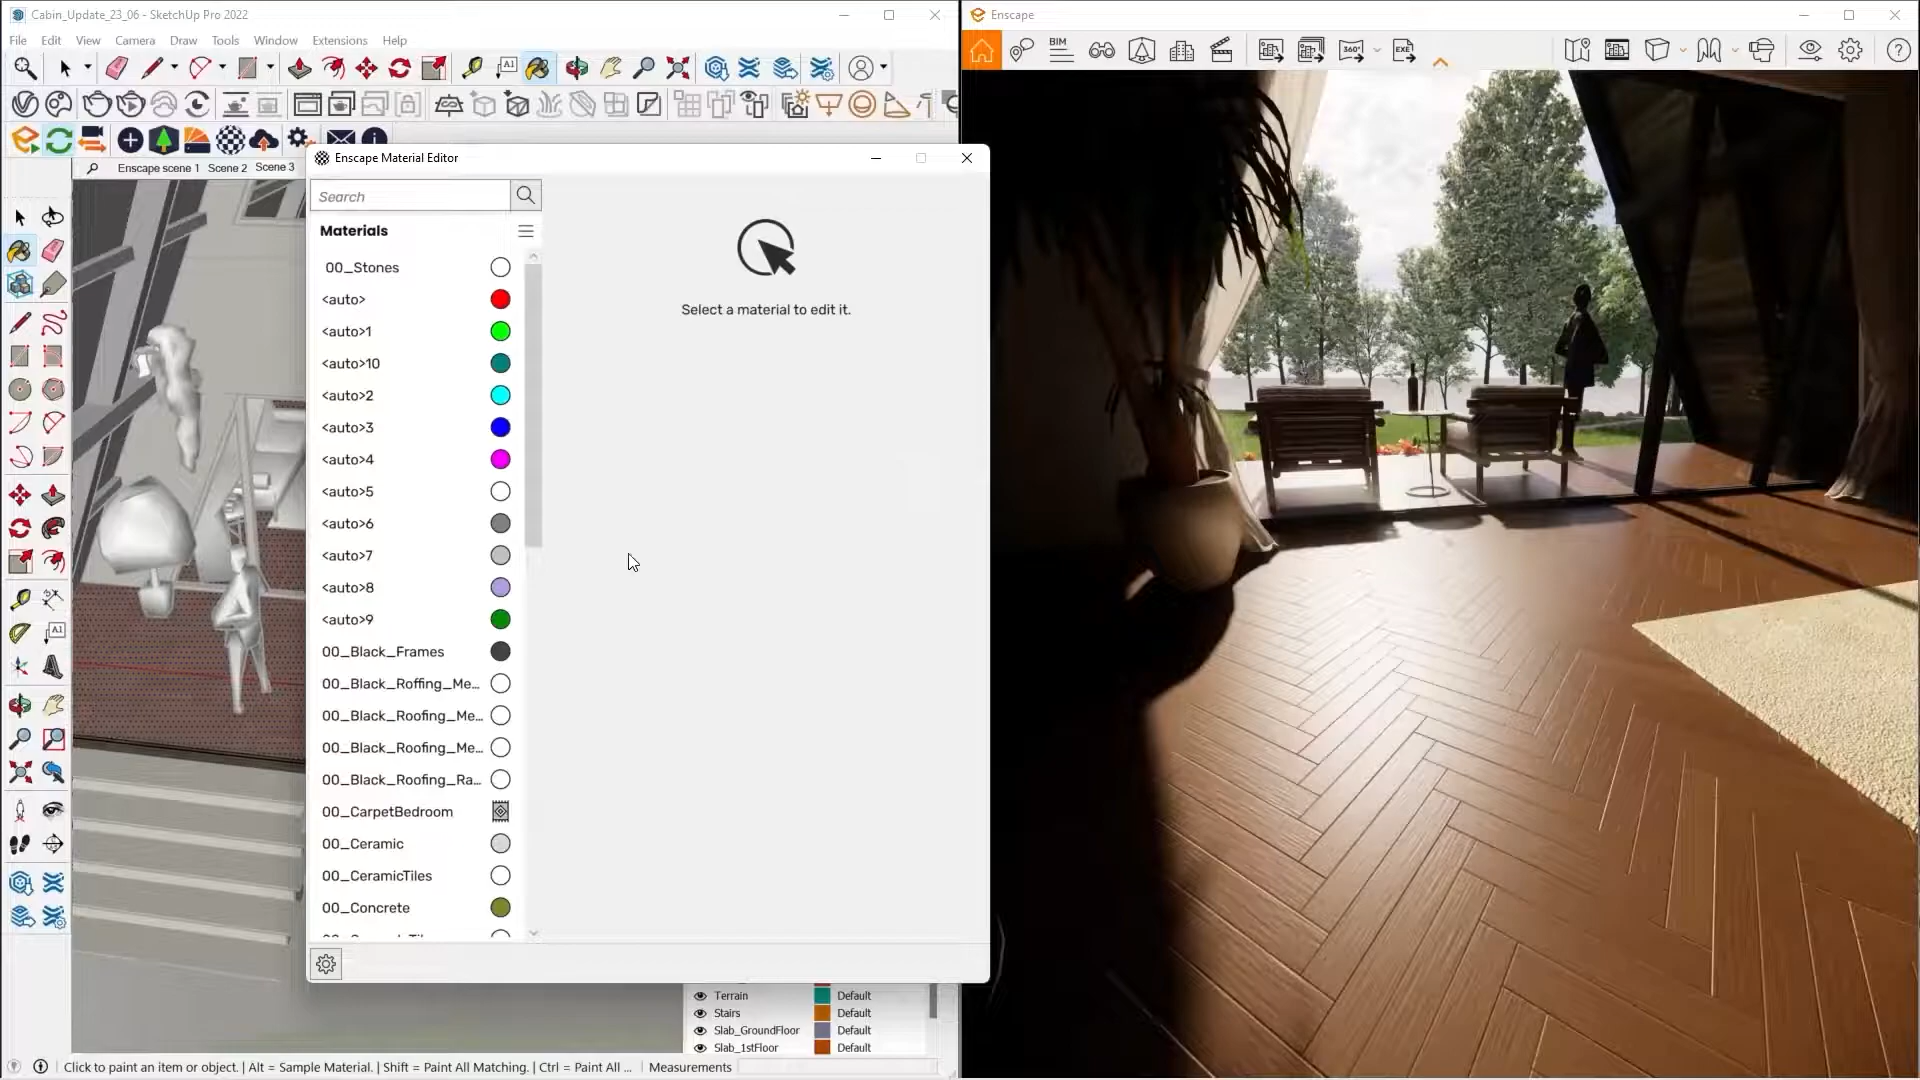 Cabin_Update_23_06 - SketchUp Pro 2022
File Edit View Camera Draw Tools Window Extensions Help
A1
Enscape scene 1 Scene 2 Scene 3
A1
Enscape Material Editor
Search
Materials
00_Stones
<auto>
<auto>1
<auto>10
<auto>2
<auto>3
<auto>4
<auto>5
<auto>6
<auto>7
<auto>8
<auto>9
00_Black_Frames
00_Black_Roffing_Me...
00_Black_Roofing_Me...
00_Black_Roofing_Me...
00_Black_Roofing_Ra...
00_CarpetBedroom
00_Ceramic
00_CeramicTiles
00_Concrete
Select a material to edit it.
Terrain Default
Stairs Default
Slab_GroundFloor Default
Slab_1stFloor Default
Click to paint an item or object. | Alt = Sample Material. | Shift = Paint All Matching. | Ctrl = Paint All ... Measurements
Enscape
BIM
360°
EXE